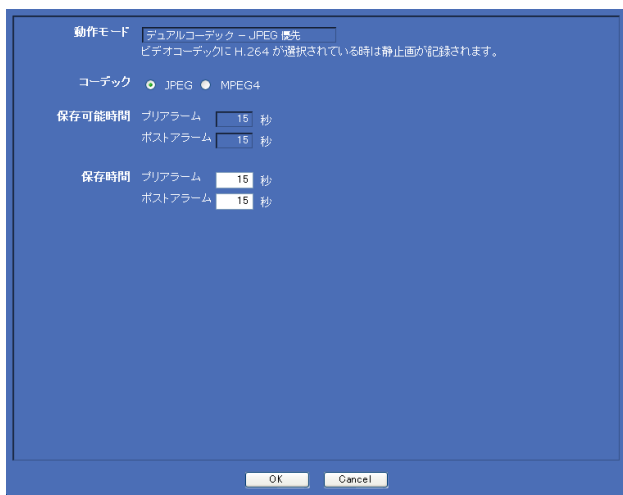 動作モード デュアルコーデック − JPEG 優先
ビデオコーデックに H.264 が選択されている時は静止画が記録されます。
コーデック JPEG MPEG4
保存可能時間 プリアラーム 15 秒
ポストアラーム 15 秒
保存時間 プリアラーム 15 秒
ポストアラーム 15 秒
OK Cancel